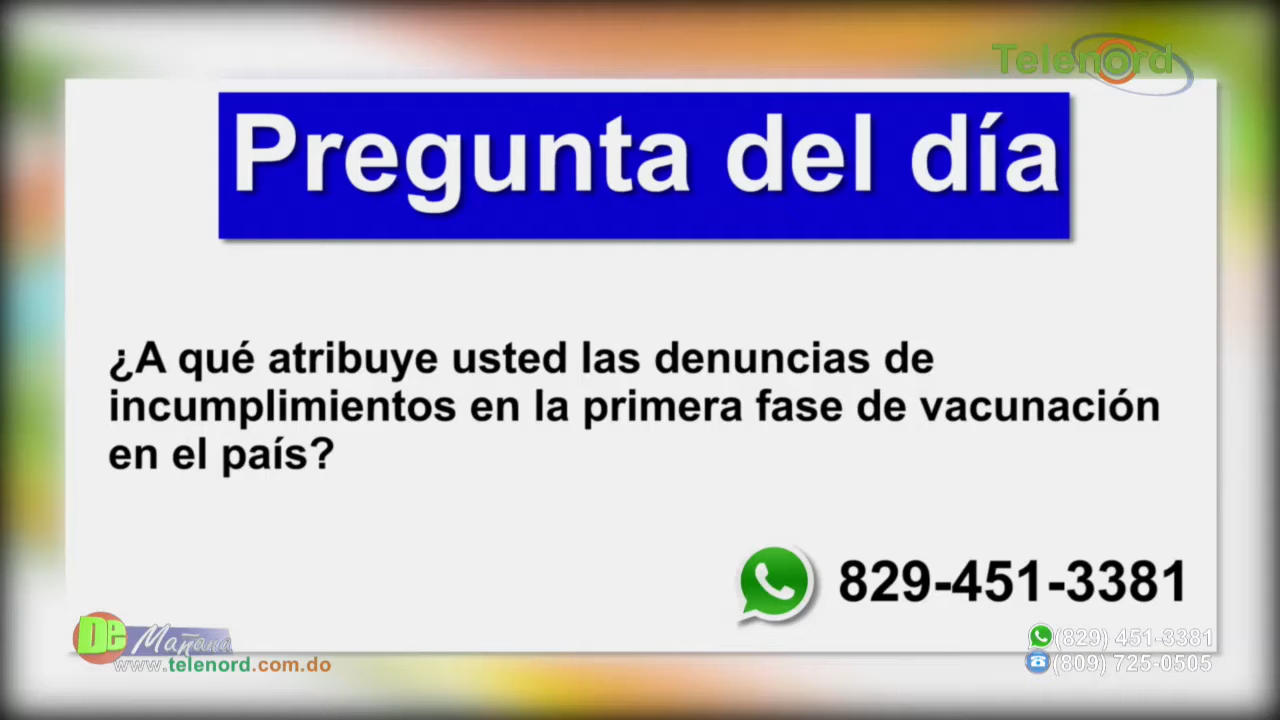 Telenord
Pregunta del día
¿A qué atribuye usted las denuncias de
incumplimientos en la primera fase de vacunación
en el país?
829-451-3381
De Mañana
www.telenord.com.do
(829) 451-3381
(809) 725-0505